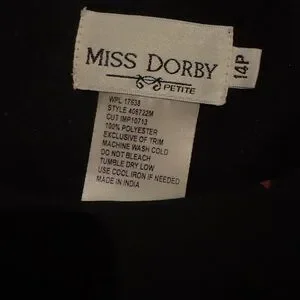 MISS DORBY
PETITE
14P
WPL 17538
STYLE 408722M
CUT IMP10713
100% POLYESTER
EXCLUSIVE OF TRIM
MACHINE WASH COLD
DO NOT BLEACH
TUMBLE DRY LOW
USE COOL IRON IF NEEDED
MADE IN INDIA